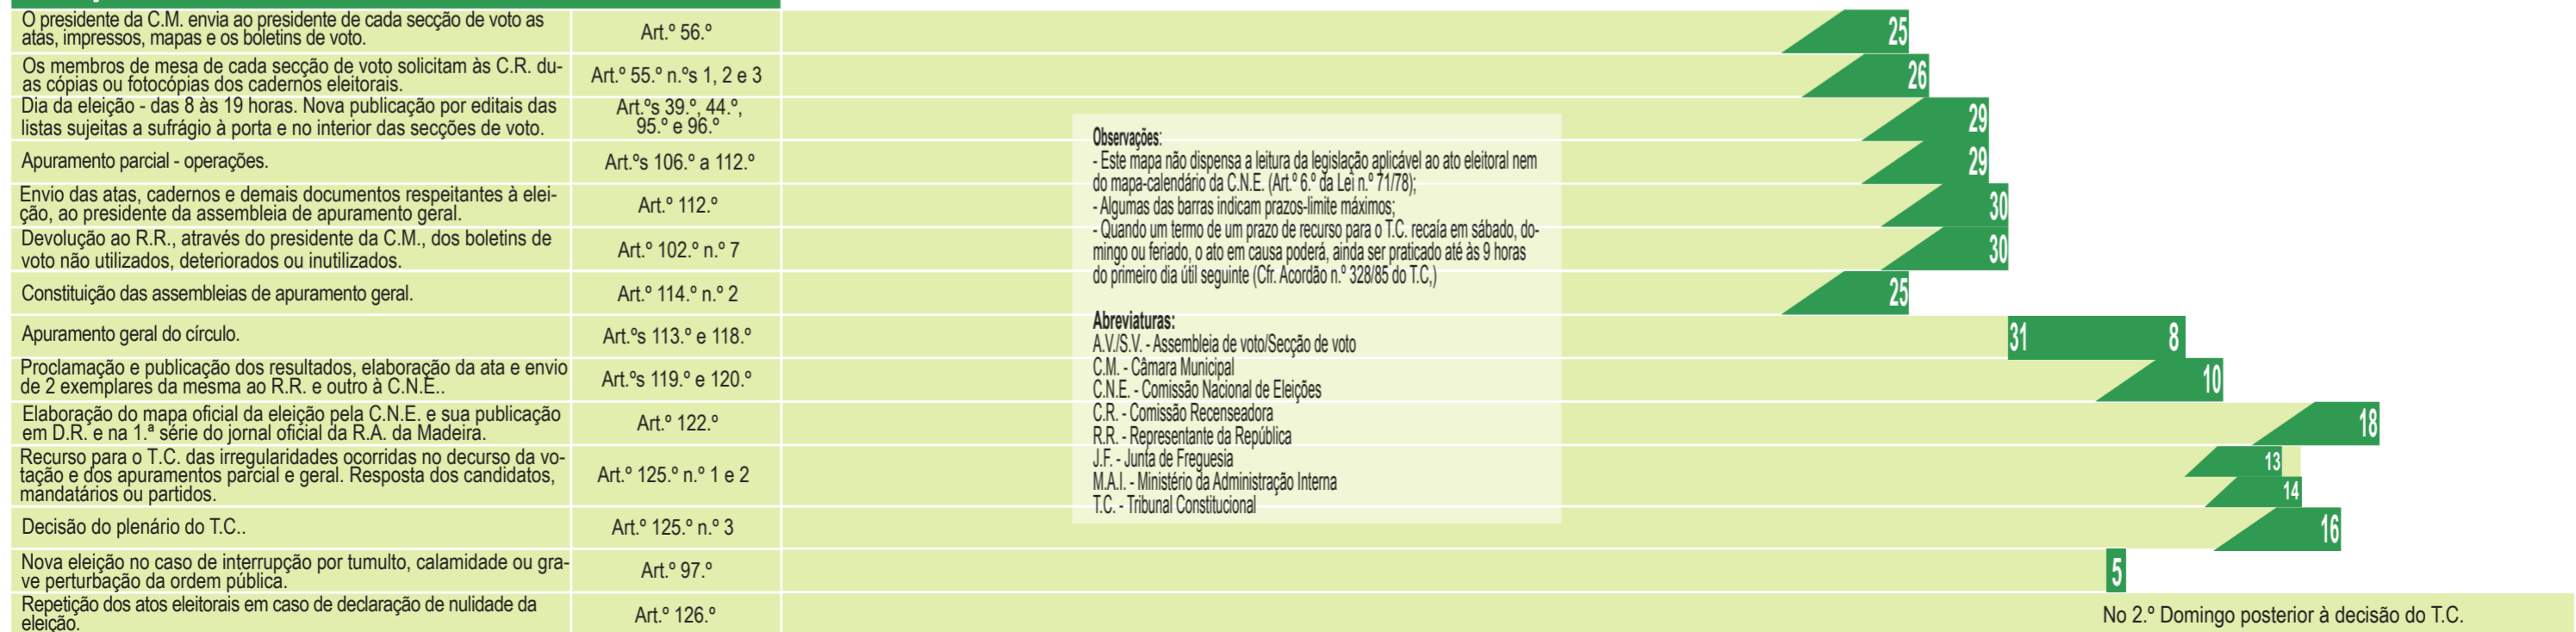 O presidente da C.M. envia ao presidente de cada secção de voto as
atas, impressos, mapas e os boletins de voto.
Art.º 56.º
25
Os membros de mesa de cada secção de voto solicitam às C.R. du-
as cópias ou fotocópias dos cadernos eleitorais.
Art.º 55.º n.ºs 1, 2 e 3
26
Dia da eleição - das 8 às 19 horas. Nova publicação por editais das
listas sujeitas a sufrágio à porta e no interior das secções de voto.
Art.ºs 39.º, 44.º,
95.º e 96.º
29
Apuramento parcial - operações.
Art.ºs 106.º a 112.º
29
Envio das atas, cadernos e demais documentos respeitantes à elei-
ção, ao presidente da assembleia de apuramento geral.
Art.º 112.º
30
Devolução ao R.R., através do presidente da C.M., dos boletins de
voto não utilizados, deteriorados ou inutilizados.
Art.º 102.º n.º 7
30
Constituição das assembleias de apuramento geral.
Art.º 114.º n.º 2
25
Apuramento geral do círculo.
Art.ºs 113.º e 118.º
31 8
Proclamação e publicação dos resultados, elaboração da ata e envio
de 2 exemplares da mesma ao R.R. e outro à C.N.E..
Art.ºs 119.º e 120.º
10
Elaboração do mapa oficial da eleição pela C.N.E. e sua publicação
em D.R. e na 1.ª série do jornal oficial da R.A. da Madeira.
Art.º 122.º
18
Recurso para o T.C. das irregularidades ocorridas no decurso da vo-
tação e dos apuramentos parcial e geral. Resposta dos candidatos,
mandatários ou partidos.
Art.º 125.º n.º 1 e 2
13
14
Decisão do plenário do T.C..
Art.º 125.º n.º 3
16
Nova eleição no caso de interrupção por tumulto, calamidade ou gra-
ve perturbação da ordem pública.
Art.º 97.º
5
Repetição dos atos eleitorais em caso de declaração de nulidade da
eleição.
Art.º 126.º
No 2.º Domingo posterior à decisão do T.C.
Observações:
- Este mapa não dispensa a leitura da legislação aplicável ao ato eleitoral nem
do mapa-calendário da C.N.E. (Art.º 6.º da Lei n.º 71/78);
- Algumas das barras indicam prazos-limite máximos;
- Quando um termo de um prazo de recurso para o T.C. recaía em sábado, do-
mingo ou feriado, o ato em causa poderá, ainda ser praticado até às 9 horas
do primeiro dia útil seguinte (Cfr. Acordão n.º 328/85 do T.C,)
Abreviaturas:
A.V./S.V. - Assembleia de voto/Secção de voto
C.M. - Câmara Municipal
C.N.E. - Comissão Nacional de Eleições
C.R. - Comissão Recenseadora
R.R. - Representante da República
J.F. - Junta de Freguesia
M.A.I. - Ministério da Administração Interna
T.C. - Tribunal Constitucional